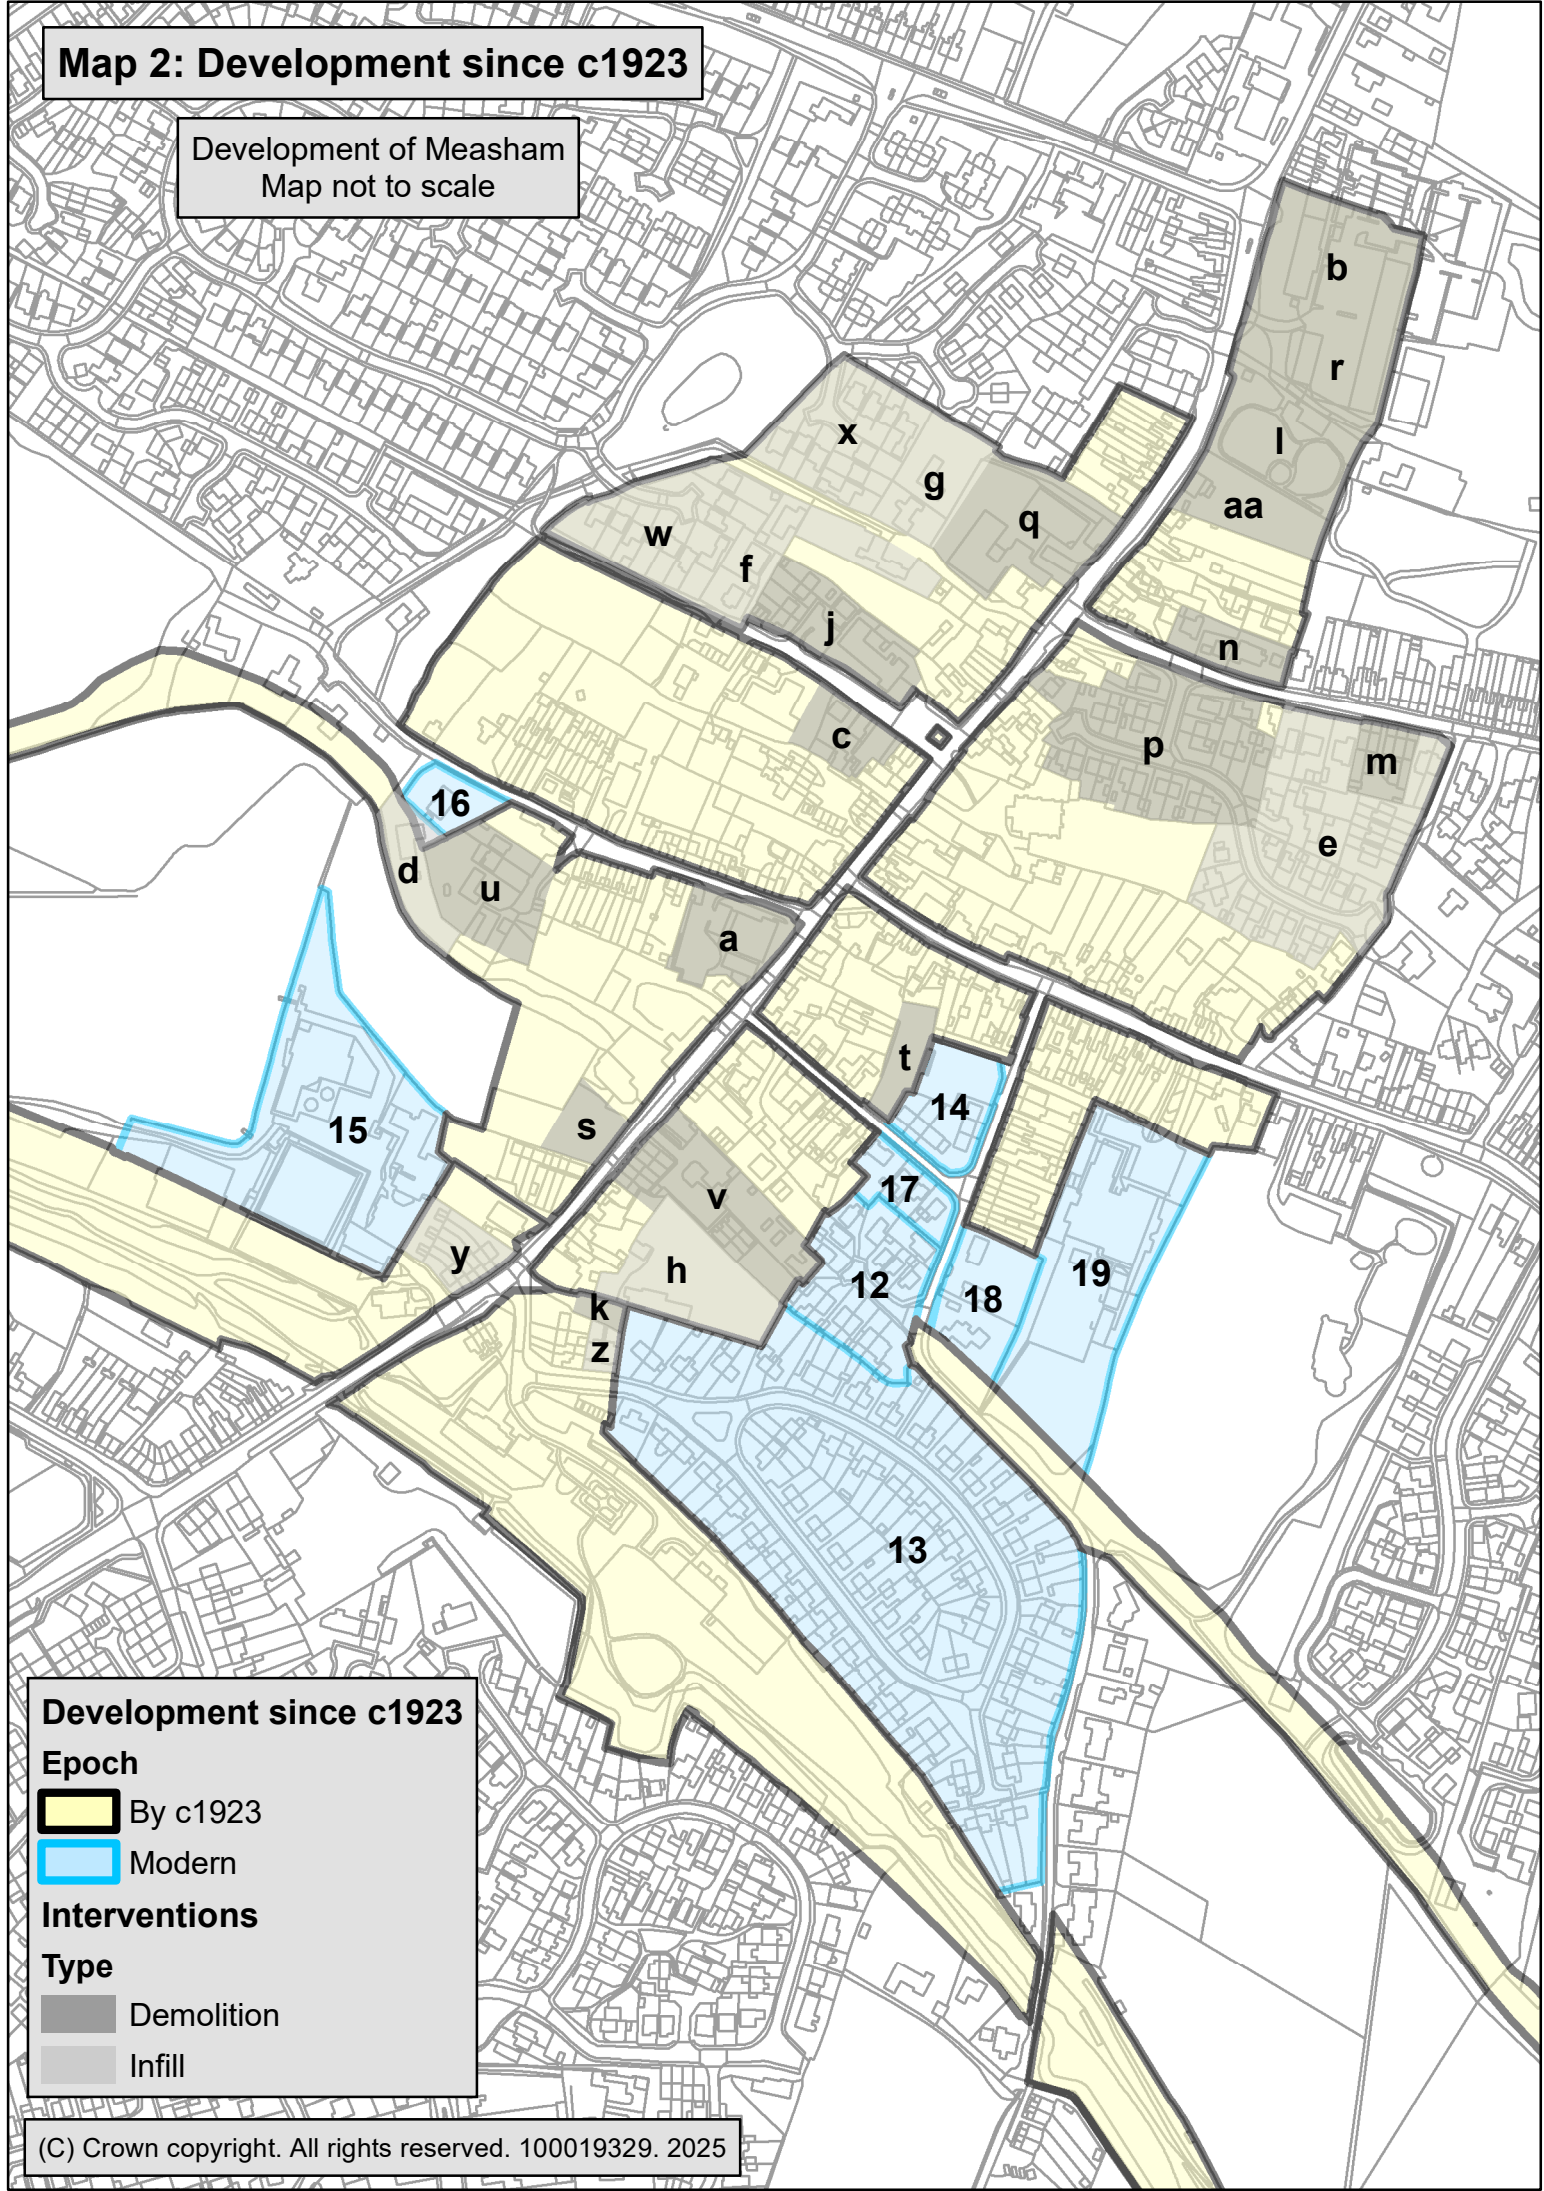 Map 2: Development since c1923
Development of Measham
Map not to scale
b
r
x
l
g
aa
q
w
f
j
n
c
p
m
16
e
d
u
a
t
14
s
15
17
v
y
h
12
19
18
k
z
13
Development since c1923
Epoch
By c1923
Modern
Interventions
Type
Demolition
Infill
(C) Crown copyright. All rights reserved. 100019329. 2025